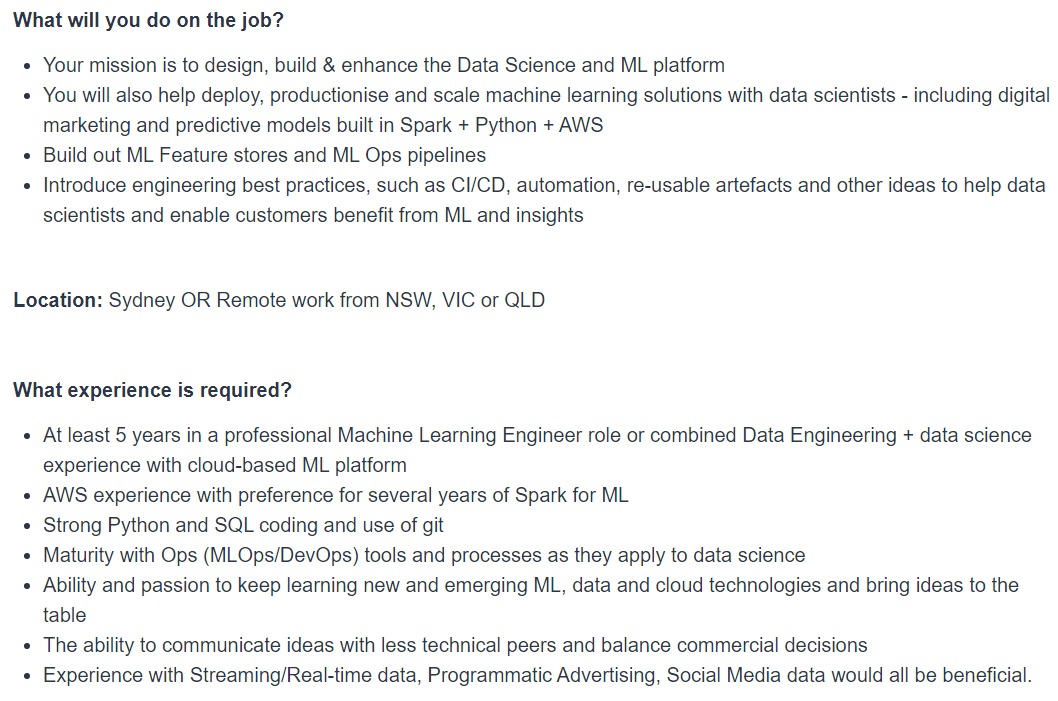 What will you do on the job?
• Your mission is to design, build & enhance the Data Science and ML platform
• You will also help deploy, productionise and scale machine learning solutions with data scientists - including digital
marketing and predictive models built in Spark + Python + AWS
• Build out ML Feature stores and ML Ops pipelines
• Introduce engineering best practices, such as CI/CD, automation, re-usable artefacts and other ideas to help data
scientists and enable customers benefit from ML and insights
Location: Sydney OR Remote work from NSW, VIC or QLD
What experience is required?
• At least 5 years in a professional Machine Learning Engineer role or combined Data Engineering + data science
experience with cloud-based ML platform
• AWS experience with preference for several years of Spark for ML
• Strong Python and SQL coding and use of git
• Maturity with Ops (MLOps/DevOps) tools and processes as they apply to data science
• Ability and passion to keep learning new and emerging ML, data and cloud technologies and bring ideas to the
table
• The ability to communicate ideas with less technical peers and balance commercial decisions
• Experience with Streaming/Real-time data, Programmatic Advertising, Social Media data would all be beneficial.